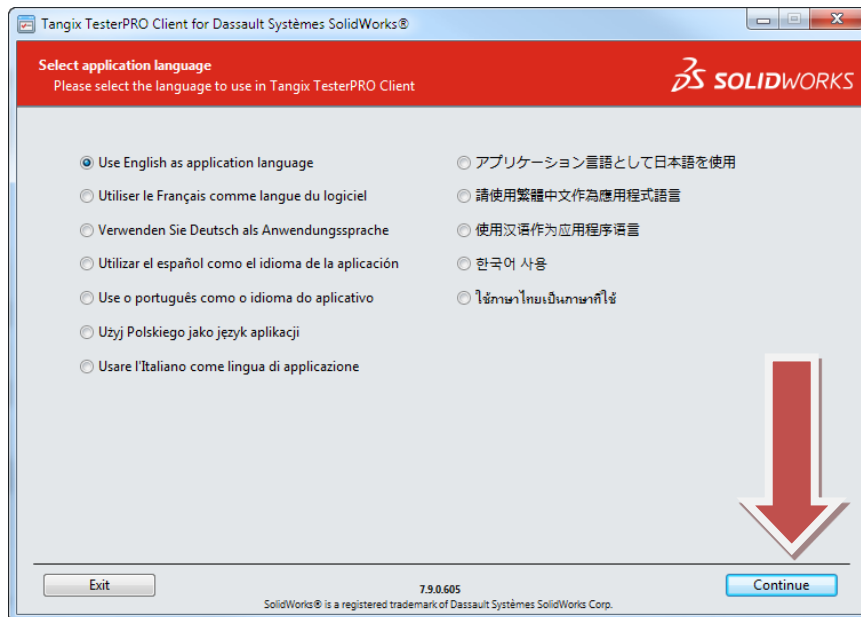 Tangix TesterPRO Client for Dassault Systèmes SolidWorks®
Select application language
Please select the language to use in Tangix TesterPRO Client
3DS SOLIDWORKS
Use English as application language
Utiliser le Français comme langue du logiciel
Verwenden Sie Deutsch als Anwendungssprache
Utilizar el español como el idioma de la aplicación
Use o português como o idioma do aplicativo
Użyj Polskiego jako język aplikacji
Usare l'Italiano come lingua di applicazione
アプリケーション言語として日本語を使用
請使用繁體中文作為應用程式語言
使用汉语作为应用程序语言
한국어 사용
ใช้ภาษาไทยเป็นภาษาที่ใช้
Exit
7.9.0.605
SolidWorks® is a registered trademark of Dassault Systèmes SolidWorks Corp.
Continue